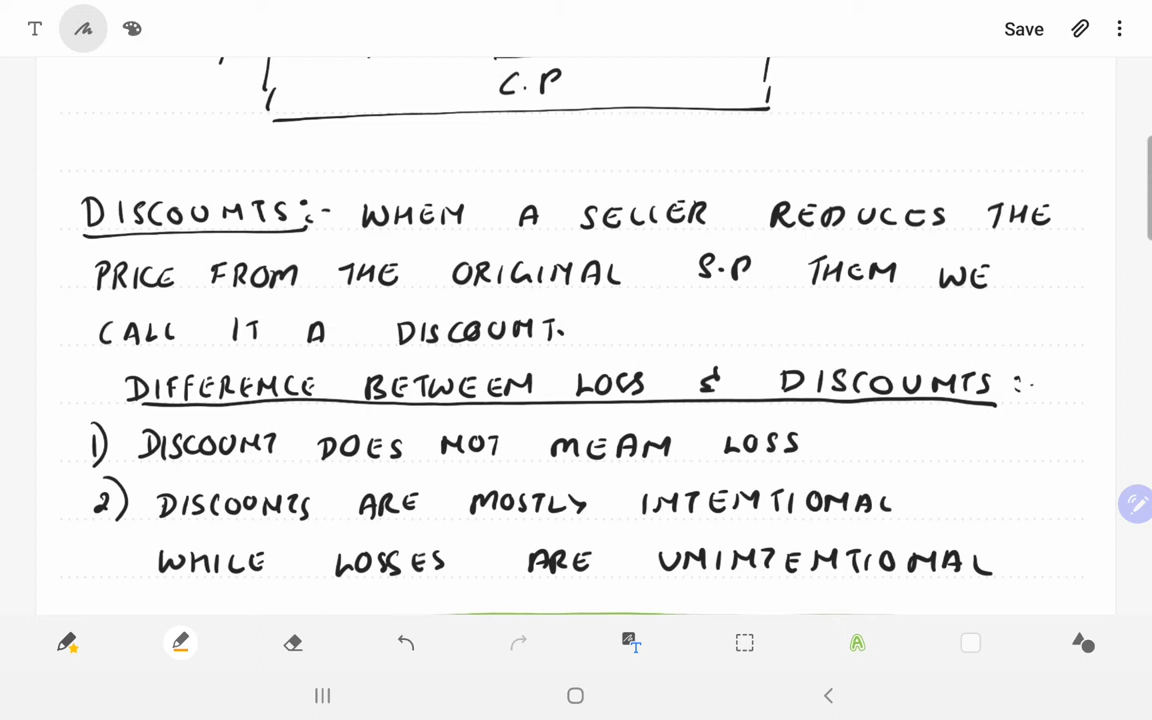 T
Save
C.P
DISCOUNTS:- WHEN A SELLER REDUCES THE
PRICE FROM THE ORIGINAL S.P THEN WE
CALL IT A DISCOUNT.
DIFFERENCE BETWEEN LOSS & DISCOUNTS :-
1) DISCOUNT DOES NOT MEAN LOSS
2) DISCOUNTS ARE MOSTLY INTENTIONAL
WHILE LOSSES ARE UNINTENTIONAL